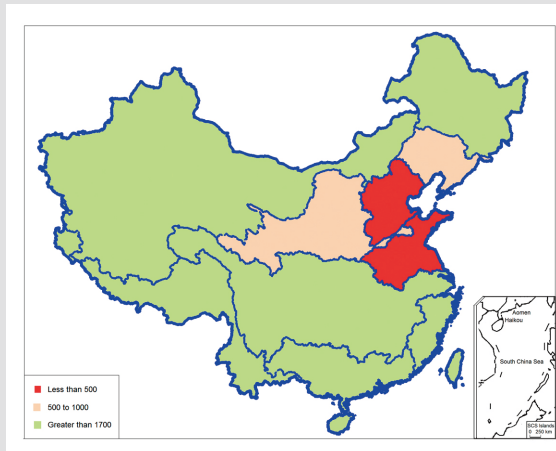 Less than 500
500 to 1000
Greater than 1700
Aomen
Haikou
South China Sea
SCS islands
0 250 km